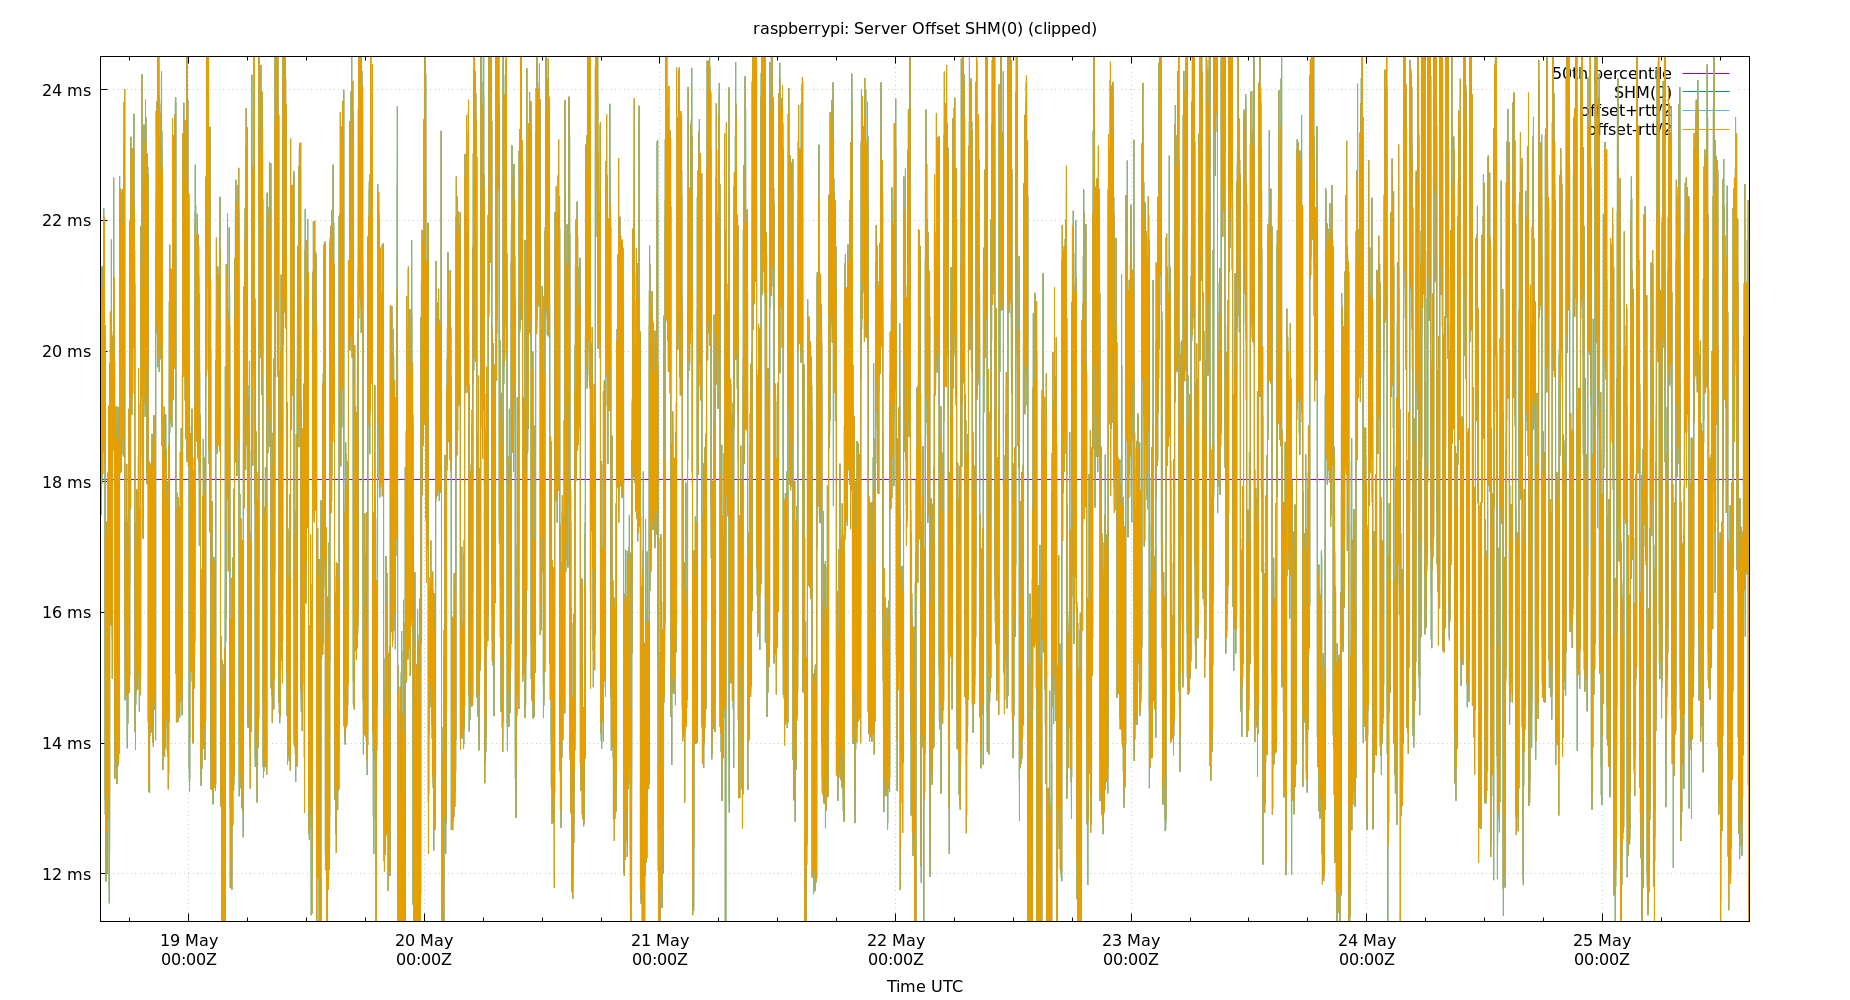 raspberrypi: Server Offset SHM(0) (clipped)
50th percentile
SHM(0)
offset+rtt/2
offset-rtt/2
24 ms
22 ms
20 ms
18 ms
16 ms
14 ms
12 ms
19 May 20 May 21 May 22 May 23 May 24 May 25 May
00:00Z 00:00Z 00:00Z 00:00Z 00:00Z 00:00Z 00:00Z
Time UTC